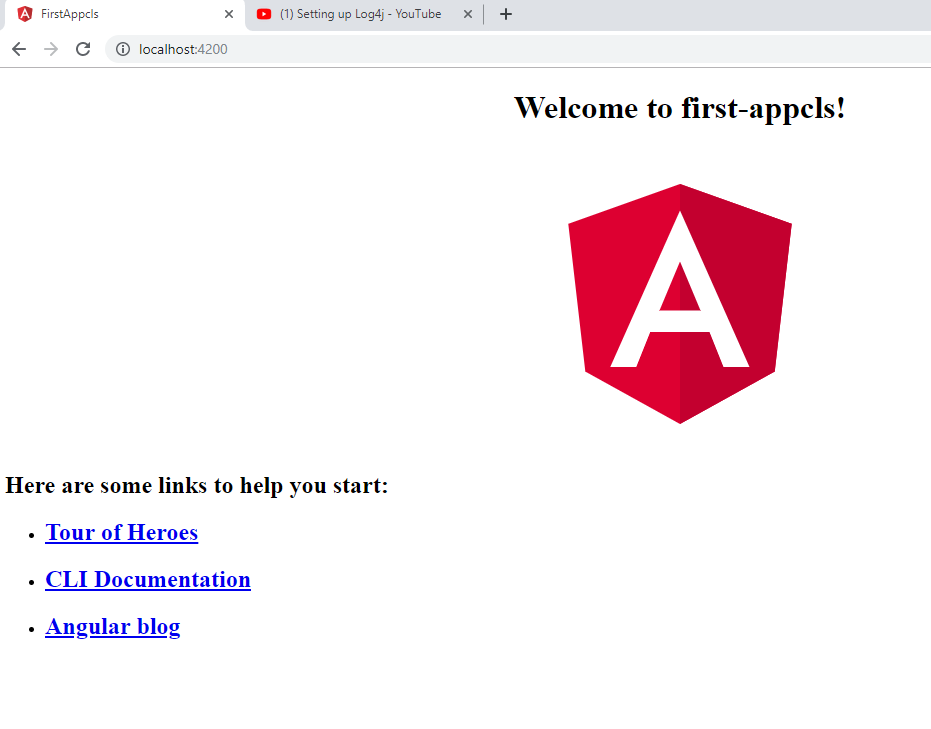 FirstAppcls
(1) Setting up Log4j - YouTube
localhost:4200
Welcome to first-appcls!
A
Here are some links to help you start:
Tour of Heroes
CLI Documentation
Angular blog